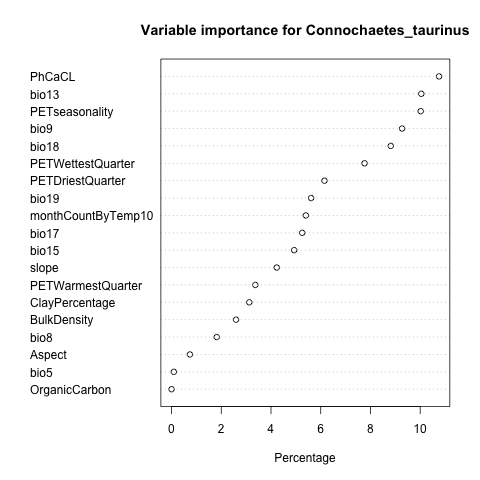 Variable importance for Connochaetes_taurinus
PhCaCL
bio13
PETseasonality
bio9
bio18
PETWettestQuarter
PETDriestQuarter
bio19
monthCountByTemp10
bio17
bio15
slope
PETWarmestQuarter
ClayPercentage
BulkDensity
bio8
Aspect
bio5
OrganicCarbon
0 2 4 6 8 10
Percentage